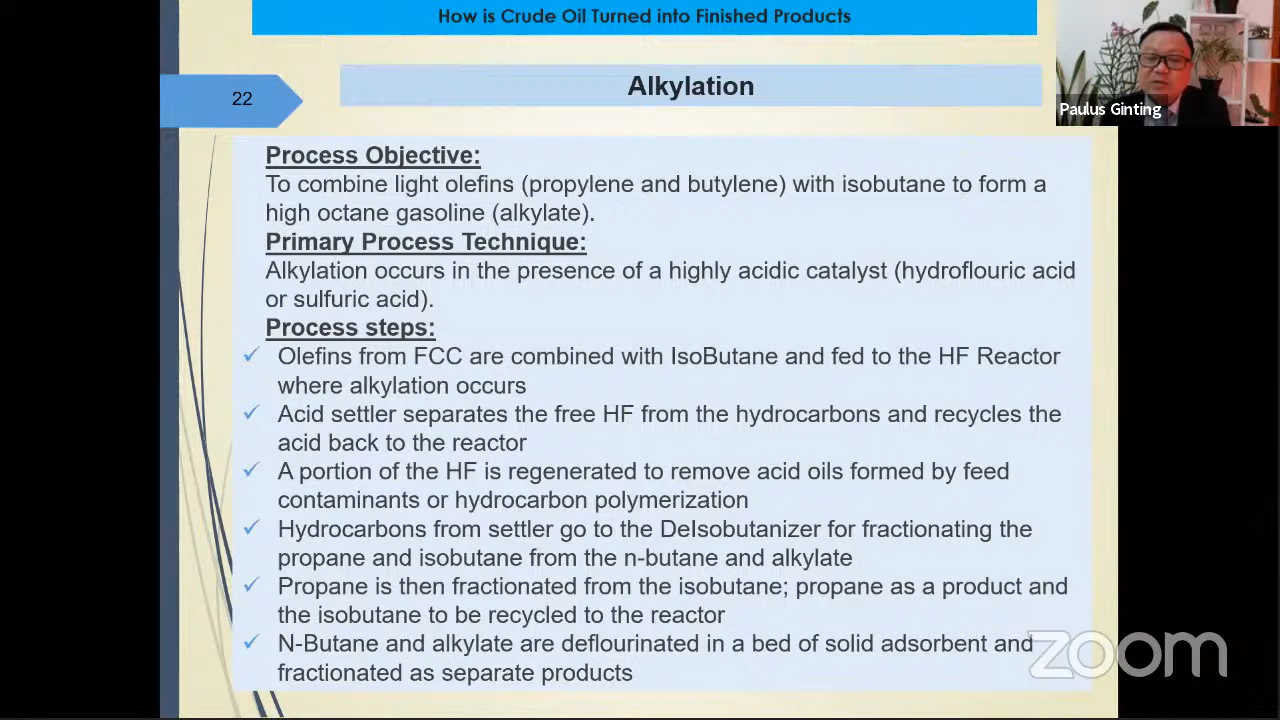 How is Crude Oil Turned into Finished Products
22
Alkylation
Paulus Ginting
Process Objective:
To combine light olefins (propylene and butylene) with isobutane to form a
high octane gasoline (alkylate).
Primary Process Technique:
Alkylation occurs in the presence of a highly acidic catalyst (hydroflouric acid
or sulfuric acid).
Process steps:
✓ Olefins from FCC are combined with IsoButane and fed to the HF Reactor
where alkylation occurs
✓ Acid settler separates the free HF from the hydrocarbons and recycles the
acid back to the reactor
✓ A portion of the HF is regenerated to remove acid oils formed by feed
contaminants or hydrocarbon polymerization
✓ Hydrocarbons from settler go to the DeIsobutanizer for fractionating the
propane and isobutane from the n-butane and alkylate
✓ Propane is then fractionated from the isobutane; propane as a product and
the isobutane to be recycled to the reactor
✓ N-Butane and alkylate are deflourinated in a bed of solid adsorbent and
fractionated as separate products
zoom